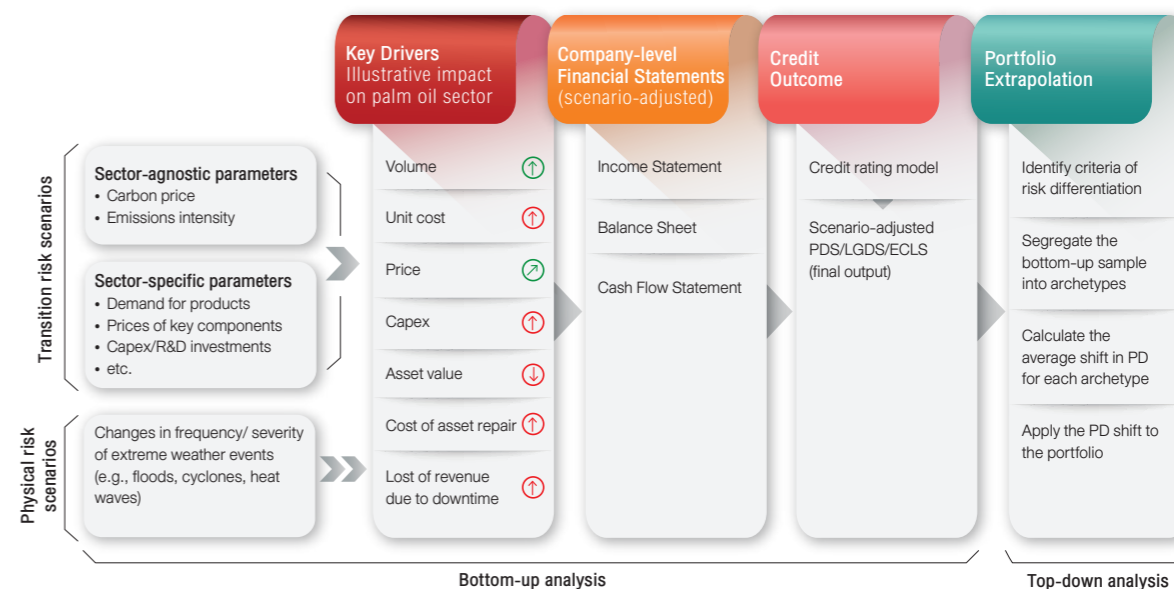 Key Drivers
Illustrative impact
on palm oil sector
Company-level
Financial Statements
(scenario-adjusted)
Credit
Outcome
Portfolio
Extrapolation
Transition risk scenarios
Sector-agnostic parameters
• Carbon price
• Emissions intensity
Sector-specific parameters
• Demand for products
• Prices of key components
• Capex/R&D investments
• etc.
Physical risk
scenarios
Changes in frequency/ severity
of extreme weather events
(e.g., floods, cyclones, heat
waves)
Volume
Unit cost
Price
Capex
Asset value
Cost of asset repair
Lost of revenue
due to downtime
Income Statement
Balance Sheet
Cash Flow Statement
Credit rating model
Scenario-adjusted
PDS/LGDS/ECLS
(final output)
Identify criteria of
risk differentiation
Segregate the
bottom-up sample
into archetypes
Calculate the
average shift in PD
for each archetype
Apply the PD shift to
the portfolio
Bottom-up analysis
Top-down analysis